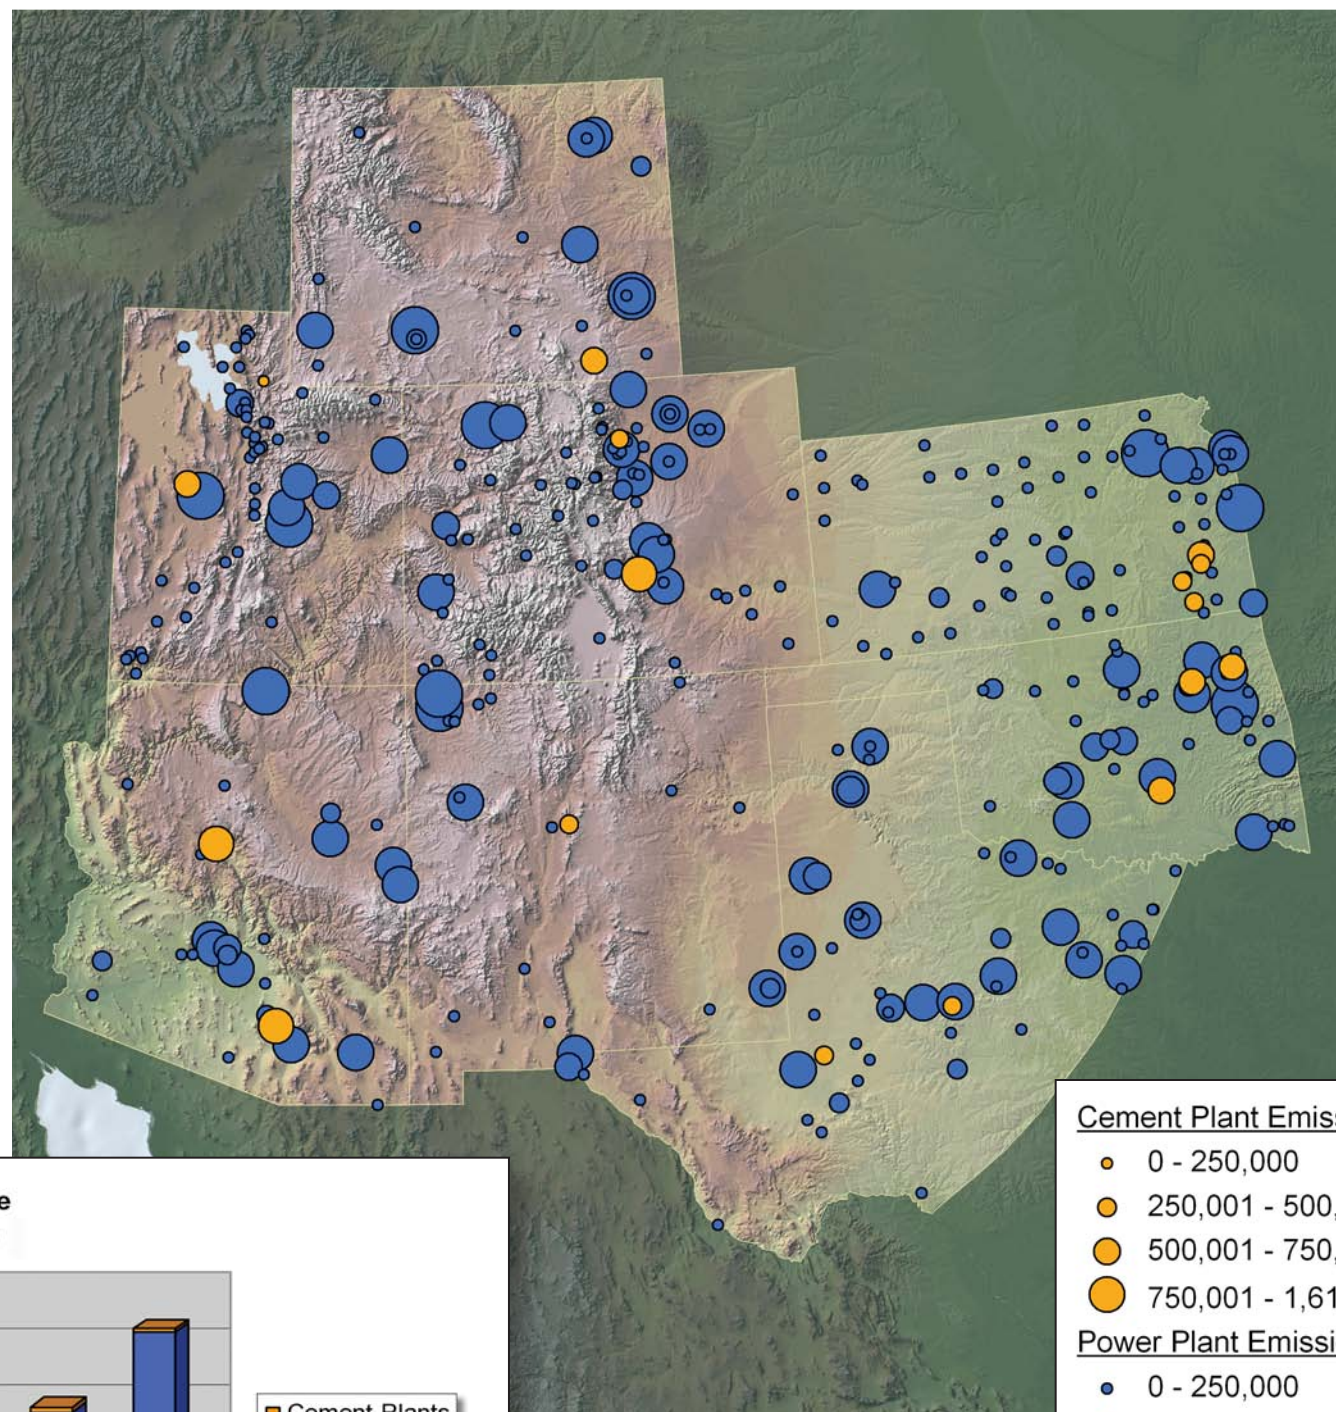 e
Cement Plants
Cement Plant Emiss
0 - 250,000
250,001 - 500,
500,001 - 750,
750,001 - 1,61
Power Plant Emissi
0 - 250,000